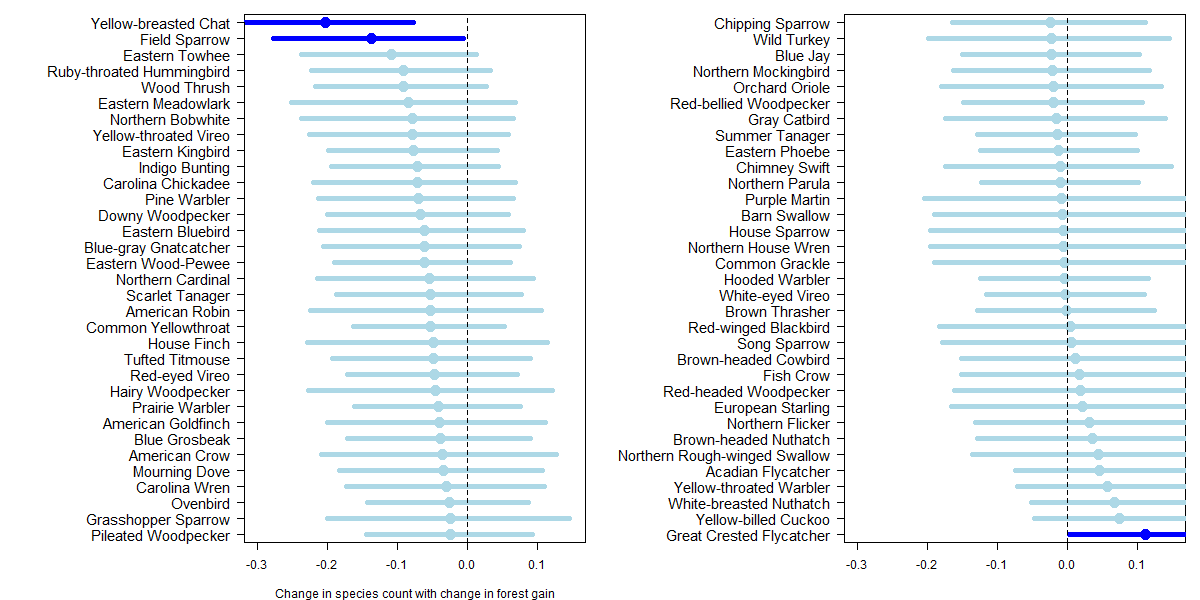 Yellow-breasted Chat
Field Sparrow
Eastern Towhee
Ruby-throated Hummingbird
Wood Thrush
Eastern Meadowlark
Northern Bobwhite
Yellow-throated Vireo
Eastern Kingbird
Indigo Bunting
Carolina Chickadee
Pine Warbler
Downy Woodpecker
Eastern Bluebird
Blue-gray Gnatcatcher
Eastern Wood-Pewee
Northern Cardinal
Scarlet Tanager
American Robin
Common Yellowthroat
House Finch
Tufted Titmouse
Red-eyed Vireo
Hairy Woodpecker
Prairie Warbler
American Goldfinch
Blue Grosbeak
American Crow
Mourning Dove
Carolina Wren
Ovenbird
Grasshopper Sparrow
Pileated Woodpecker
-0.3 -0.2 -0.1 0.0 0.1
Change in species count with change in forest gain
Chipping Sparrow
Wild Turkey
Blue Jay
Northern Mockingbird
Orchard Oriole
Red-bellied Woodpecker
Gray Catbird
Summer Tanager
Eastern Phoebe
Chimney Swift
Northern Parula
Purple Martin
Barn Swallow
House Sparrow
Northern House Wren
Common Grackle
Hooded Warbler
White-eyed Vireo
Brown Thrasher
Red-winged Blackbird
Song Sparrow
Brown-headed Cowbird
Fish Crow
Red-headed Woodpecker
European Starling
Northern Flicker
Brown-headed Nuthatch
Northern Rough-winged Swallow
Acadian Flycatcher
Yellow-throated Warbler
White-breasted Nuthatch
Yellow-billed Cuckoo
Great Crested Flycatcher
-0.3 -0.2 -0.1 0.0 0.1